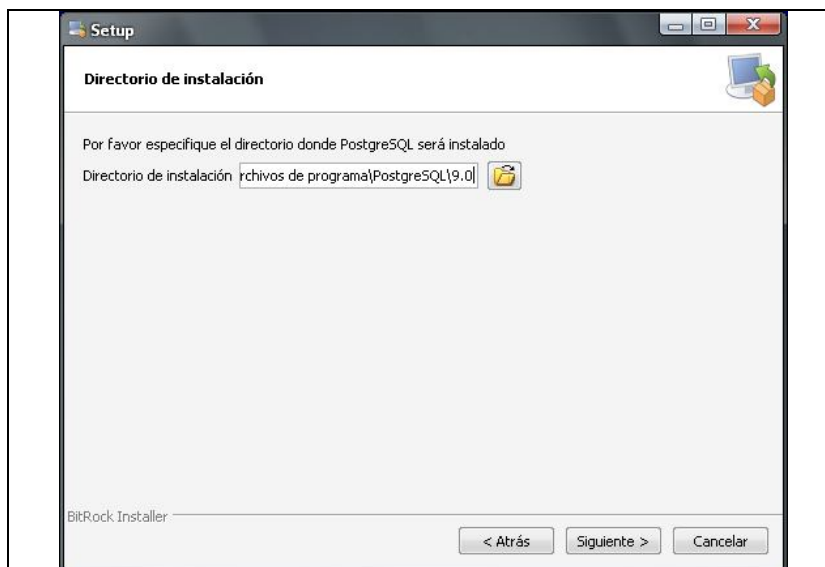 Setup
Directorio de instalación
Por favor especifique el directorio donde PostgreSQL será instalado
Directorio de instalación rchivos de programa\PostgreSQL\9.0
BitRock Installer
< Atrás Siguiente > Cancelar